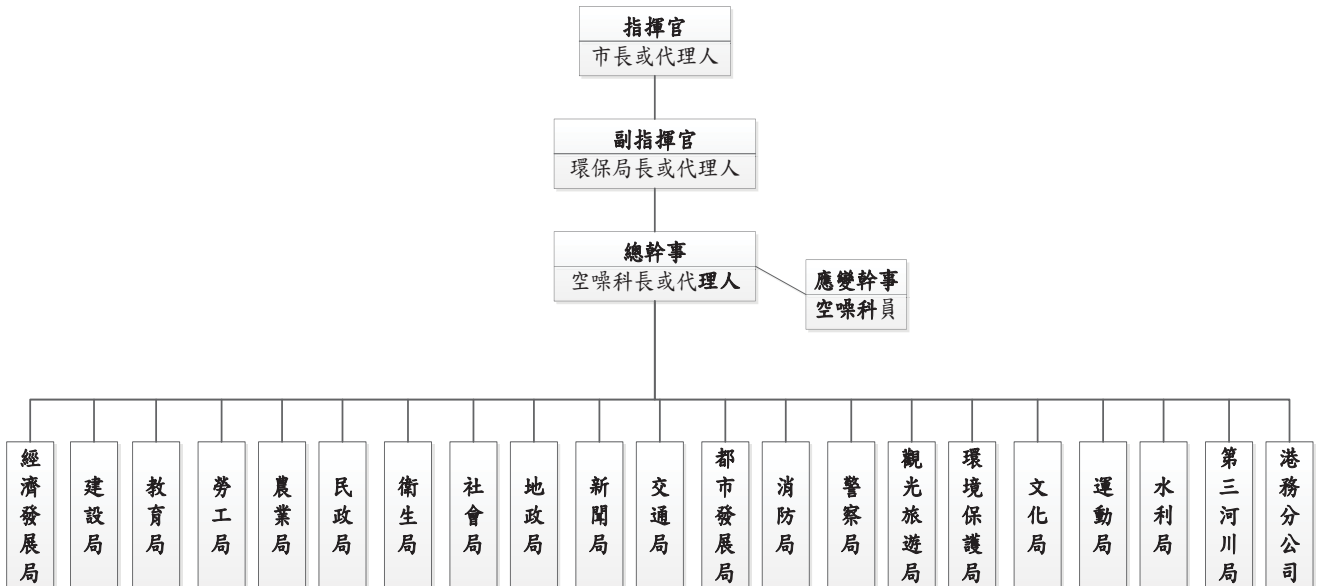 指揮官
市長或代理人
副指揮官
環保局長或代理人
總幹事
空噪科長或代理人
應變幹事
空噪科員
經濟發展局
建設局
教育局
勞工局
農業局
民政局
衛生局
社會局
地政局
新聞局
交通局
都市發展局
消防局
警察局
觀光旅遊局
環境保護局
文化局
運動局
水利局
第三河川局
港務分公司